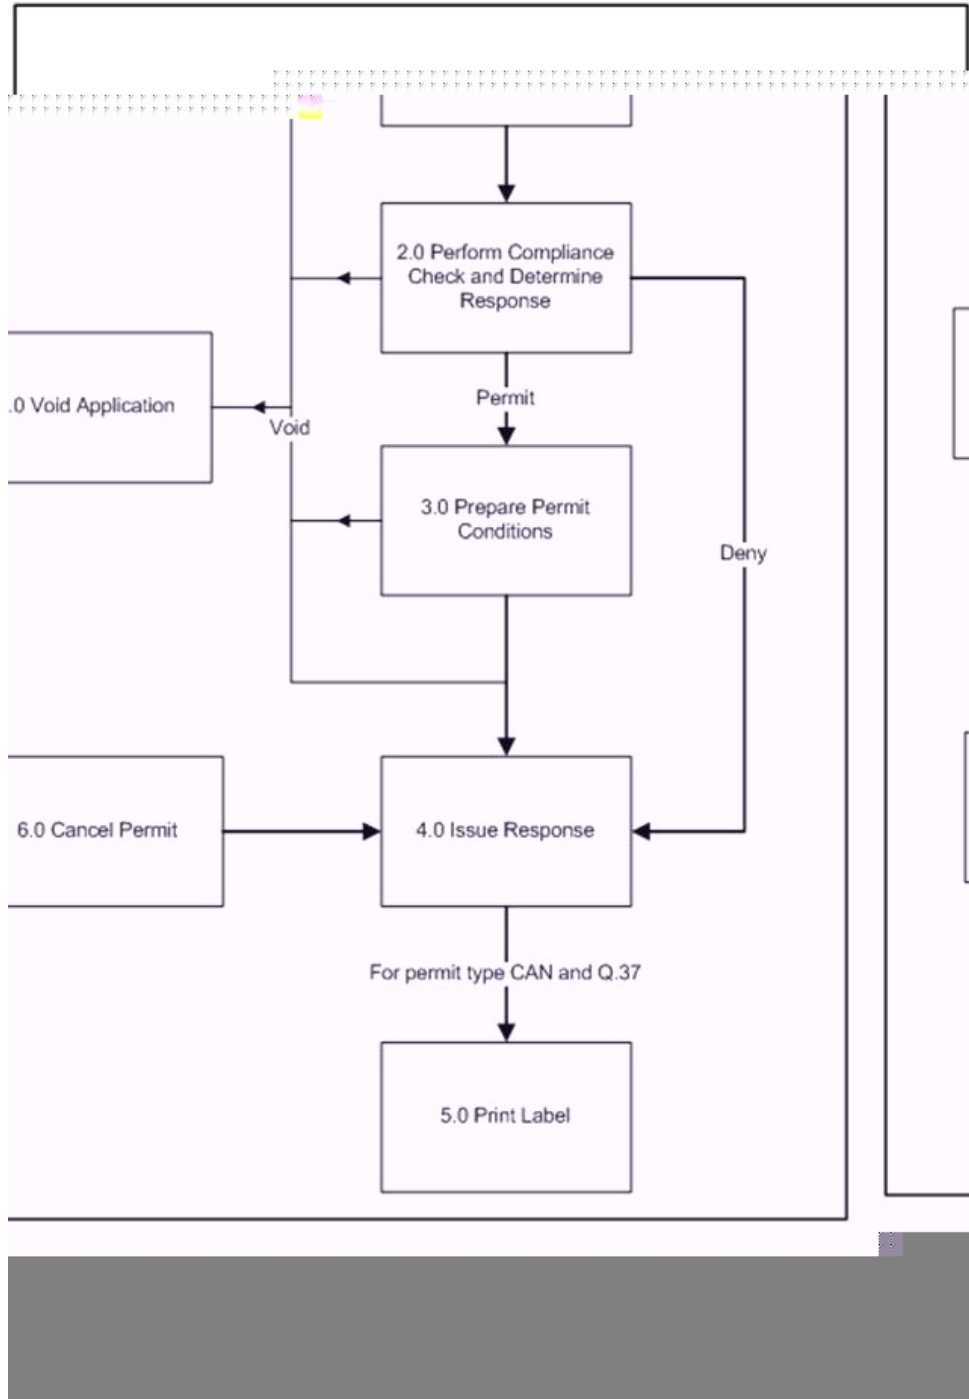 2.0 Perform Compliance
Check and Determine
Response
Permit
.0 Void Application
Void
3.0 Prepare Permit
Conditions
Deny
6.0 Cancel Permit
4.0 Issue Response
For permit type CAN and Q.37
5.0 Print Label